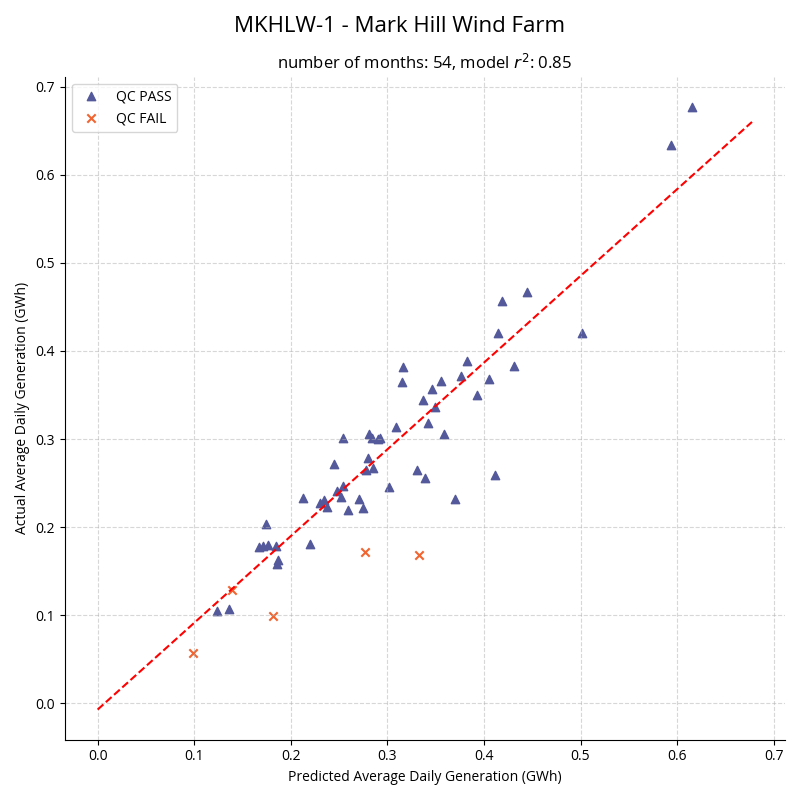 MKHLW-1 - Mark Hill Wind Farm
number of months: 54, model r²: 0.85
QC PASS
QC FAIL
0.7
0.6
0.5
0.4
0.3
0.2
0.1
0.0
Actual Average Daily Generation (GWh)
0.0 0.1 0.2 0.3 0.4 0.5 0.6 0.7
Predicted Average Daily Generation (GWh)